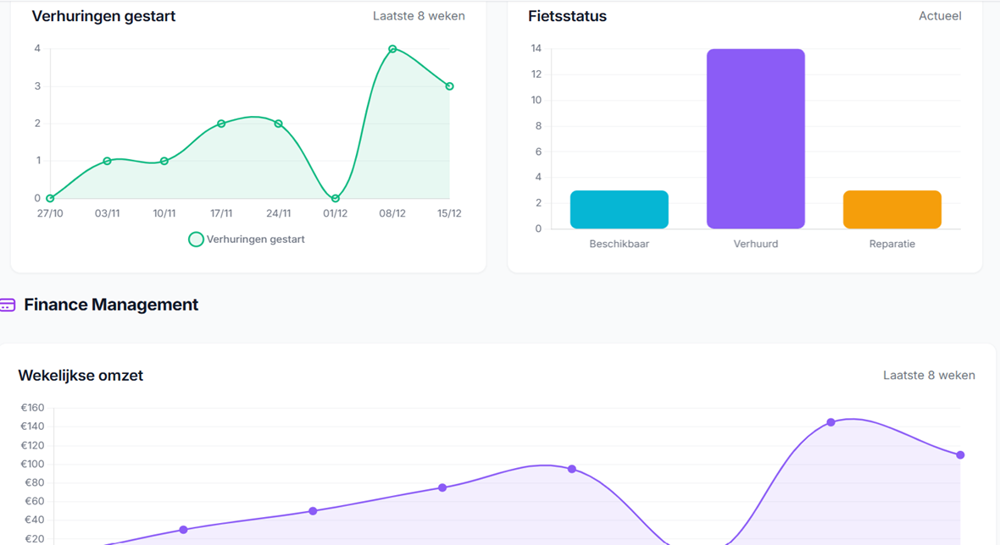 Verhuringen gestart
Laatste 8 weken
4
3
2
1
0
27/10 03/11 10/11 17/11 24/11 01/12 08/12 15/12
Verhuringen gestart
Fietsstatus
Actueel
14
12
10
8
6
4
2
0
Beschikbaar Verhuurd Reparatie
Finance Management
Wekelijkse omzet
Laatste 8 weken
€160
€140
€120
€100
€80
€60
€40
€20